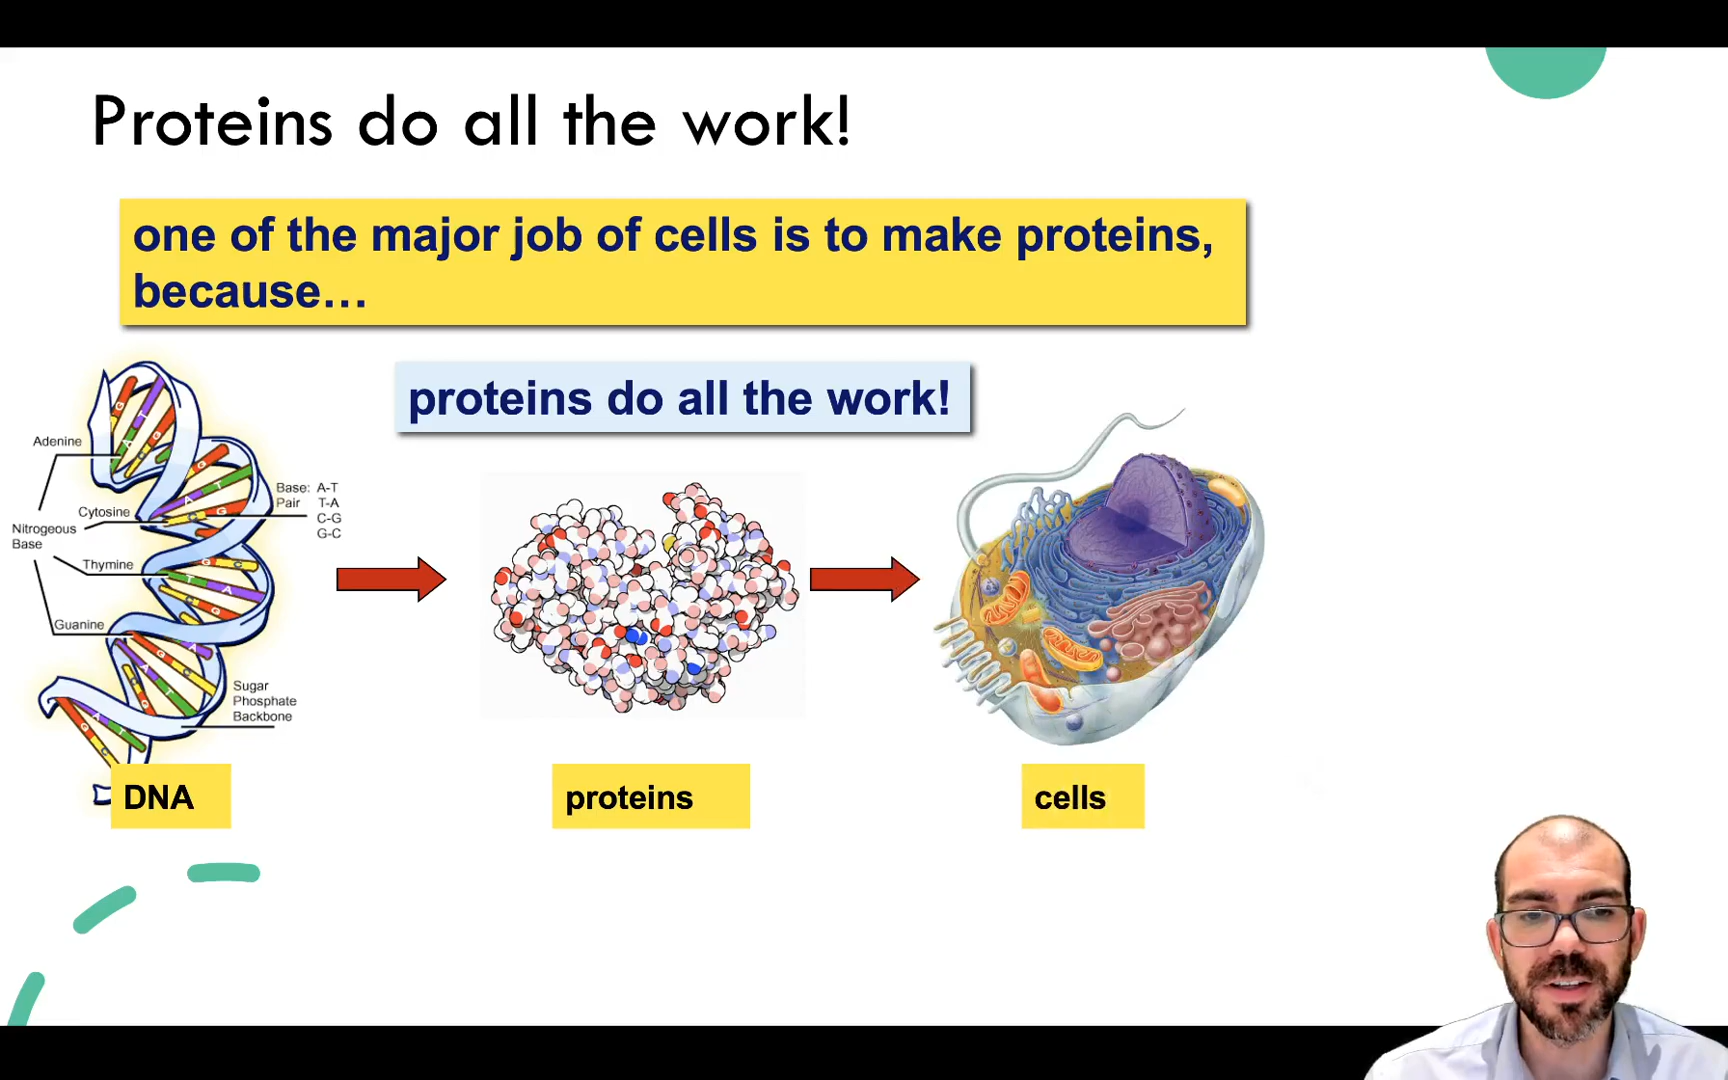 Proteins do all the work!
one of the major job of cells is to make proteins,
because...
proteins do all the work!
Adenine
Cytosine
Nitrogeous
Base
Thymine
Guanine
Base: A-T
Pair T-A
C-G
G-C
Sugar
Phosphate
Backbone
DNA
proteins
cells